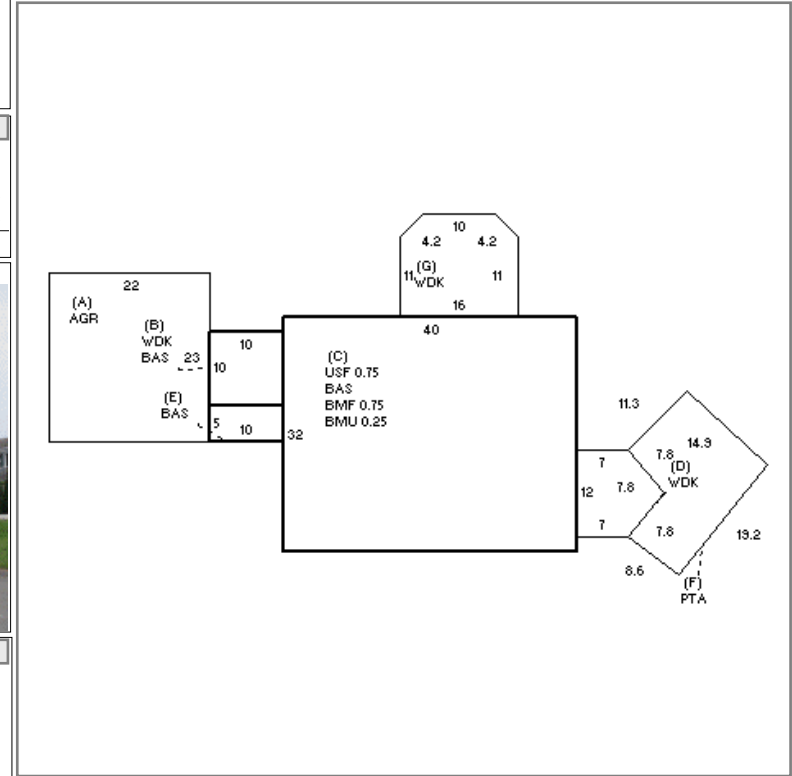 10
4.2 4.2
11 (G) 11
WDK
16
22
(A)
AGR
(B)
WDK
BAS 23
10
10
(E)
BAS
5
10
40
(C)
USF 0.75
BAS
BMF 0.75
BMU 0.25
32
11.3
14.9
7.8
(D)
WDK
7
12 7.8
7
7.8
19.2
8.6
(F)
PTA